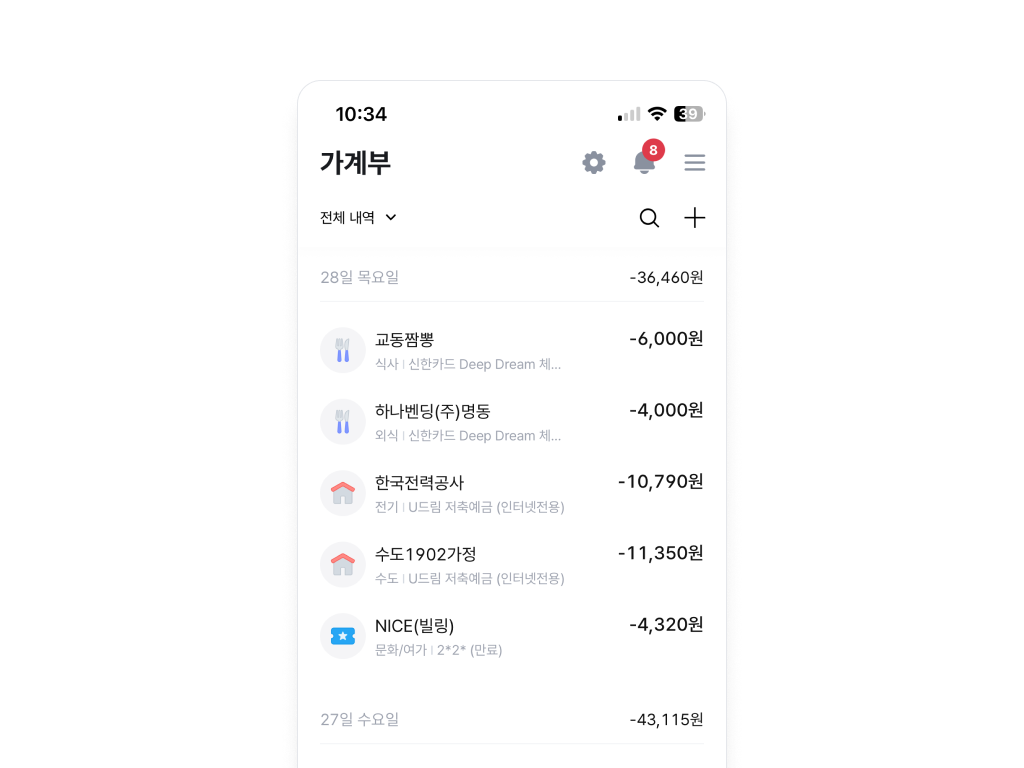 10:34 39
가계부 8
전체 내역
28일 목요일 -36,460원
교동짬뽕 -6,000원
식사 | 신한카드 Deep Dream 체...
하나벤딩(주)명동 -4,000원
외식 | 신한카드 Deep Dream 체...
한국전력공사 -10,790원
전기 | U드림 저축예금 (인터넷전용)
수도1902가정 -11,350원
수도 | U드림 저축예금 (인터넷전용)
NICE(빌링) -4,320원
문화/여가 | 2*2* (만료)
27일 수요일 -43,115원